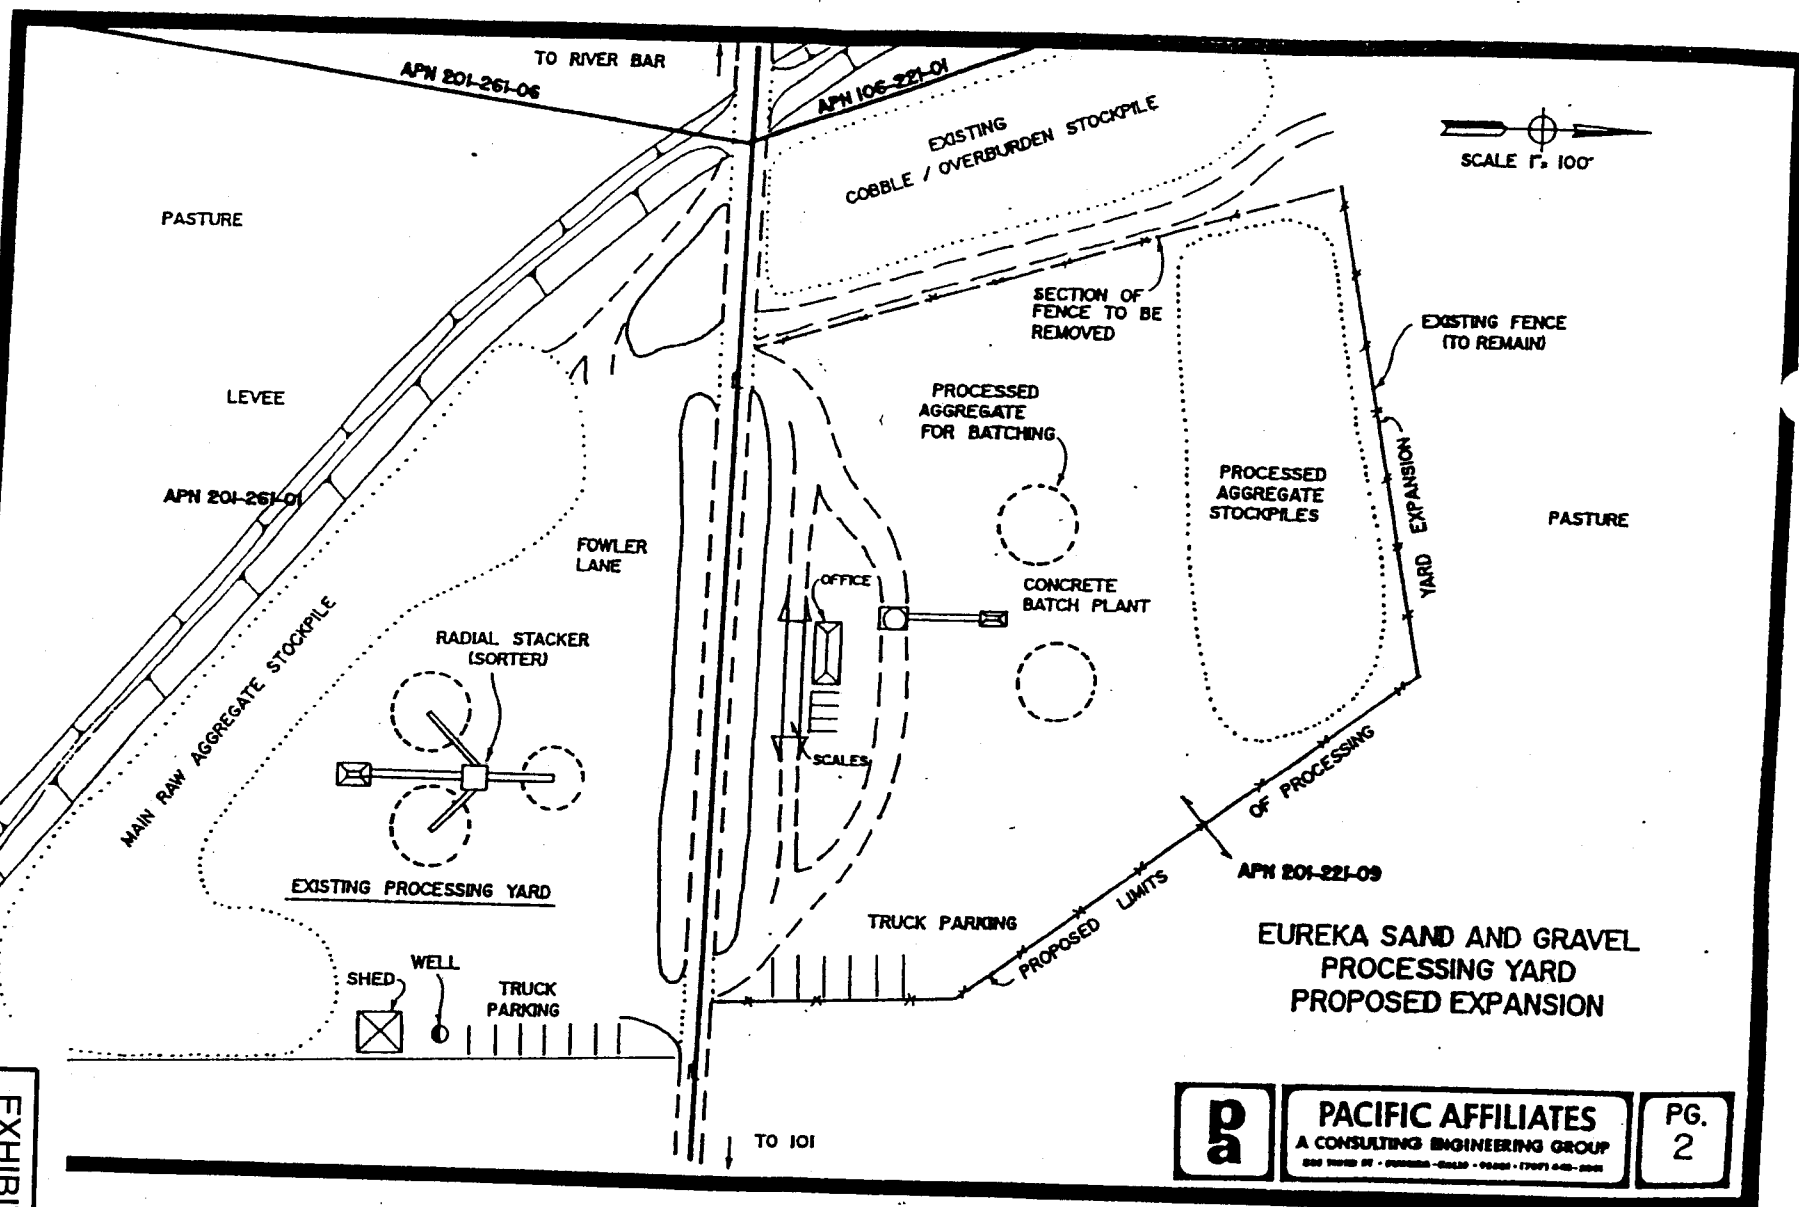 TO RIVER BAR
APN 201-261-06
APN 106-221-01
EXISTING
COBBLE / OVERBURDEN STOCKPILE
SCALE 1"= 100'
PASTURE
SECTION OF
FENCE TO BE
REMOVED
EXISTING FENCE
(TO REMAIN)
LEVEE
PROCESSED
AGGREGATE
FOR BATCHING
PROCESSED
AGGREGATE
STOCKPILES
YARD EXPANSION
PASTURE
APN 201-261-01
FOWLER
LANE
OFFICE
CONCRETE
BATCH PLANT
MAIN RAW AGGREGATE STOCKPILE
RADIAL STACKER
(SORTER)
SCALES
PROPOSED LIMITS OF PROCESSING
APN 201-221-09
EXISTING PROCESSING YARD
TRUCK PARKING
SHED
WELL
TRUCK
PARKING
EUREKA SAND AND GRAVEL
PROCESSING YARD
PROPOSED EXPANSION
TO 101
pa
PACIFIC AFFILIATES
A CONSULTING ENGINEERING GROUP
PG.
2